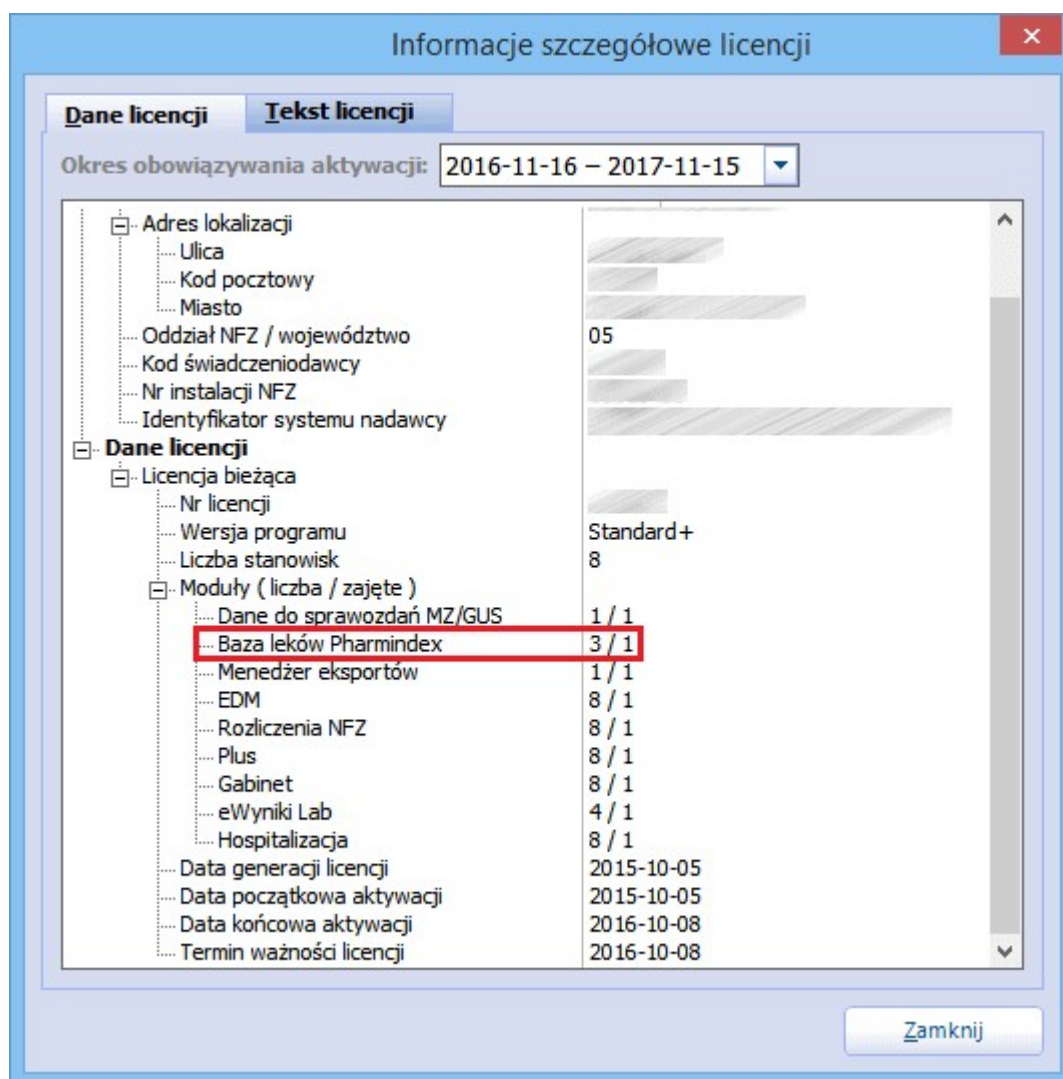 Informacje szczegółowe licencji
Dane licencji Tekst licencji
Okres obowiązywania aktywacji: 2016-11-16 – 2017-11-15
Adres lokalizacji
Ulica
Kod pocztowy
Miasto
Oddział NFZ / województwo 05
Kod świadczeniodawcy
Nr instalacji NFZ
Identyfikator systemu nadawcy
Dane licencji
Licencja bieżąca
Nr licencji
Wersja programu Standard+
Liczba stanowisk 8
Moduły ( liczba / zajęte )
Dane do sprawozdań MZ/GUS 1 / 1
Baza leków Pharmindex 3 / 1
Menedżer eksportów 1 / 1
EDM 8 / 1
Rozliczenia NFZ 8 / 1
Plus 8 / 1
Gabinet 8 / 1
eWyniki Lab 4 / 1
Hospitalizacja 8 / 1
Data generacji licencji 2015-10-05
Data początkowa aktywacji 2015-10-05
Data końcowa aktywacji 2016-10-08
Termin ważności licencji 2016-10-08
Zamknij